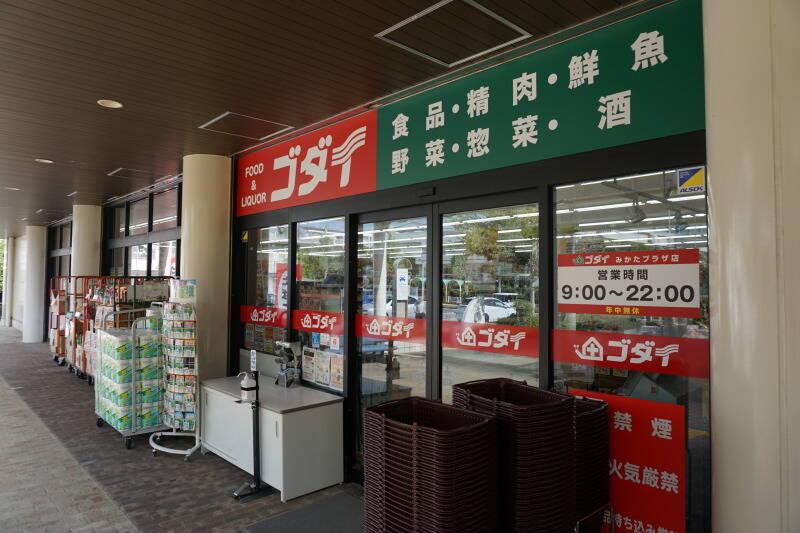 FOOD
&
LIQUOR
ゴダイ
食品・精肉・鮮魚
野菜・惣菜・酒
ALSOK
ゴダイ みかたプラザ店
営業時間
9:00～22:00
年中無休
ゴダイ
ゴダイ
ゴダイ
ゴダイ
ゴダイ
禁煙
火気厳禁